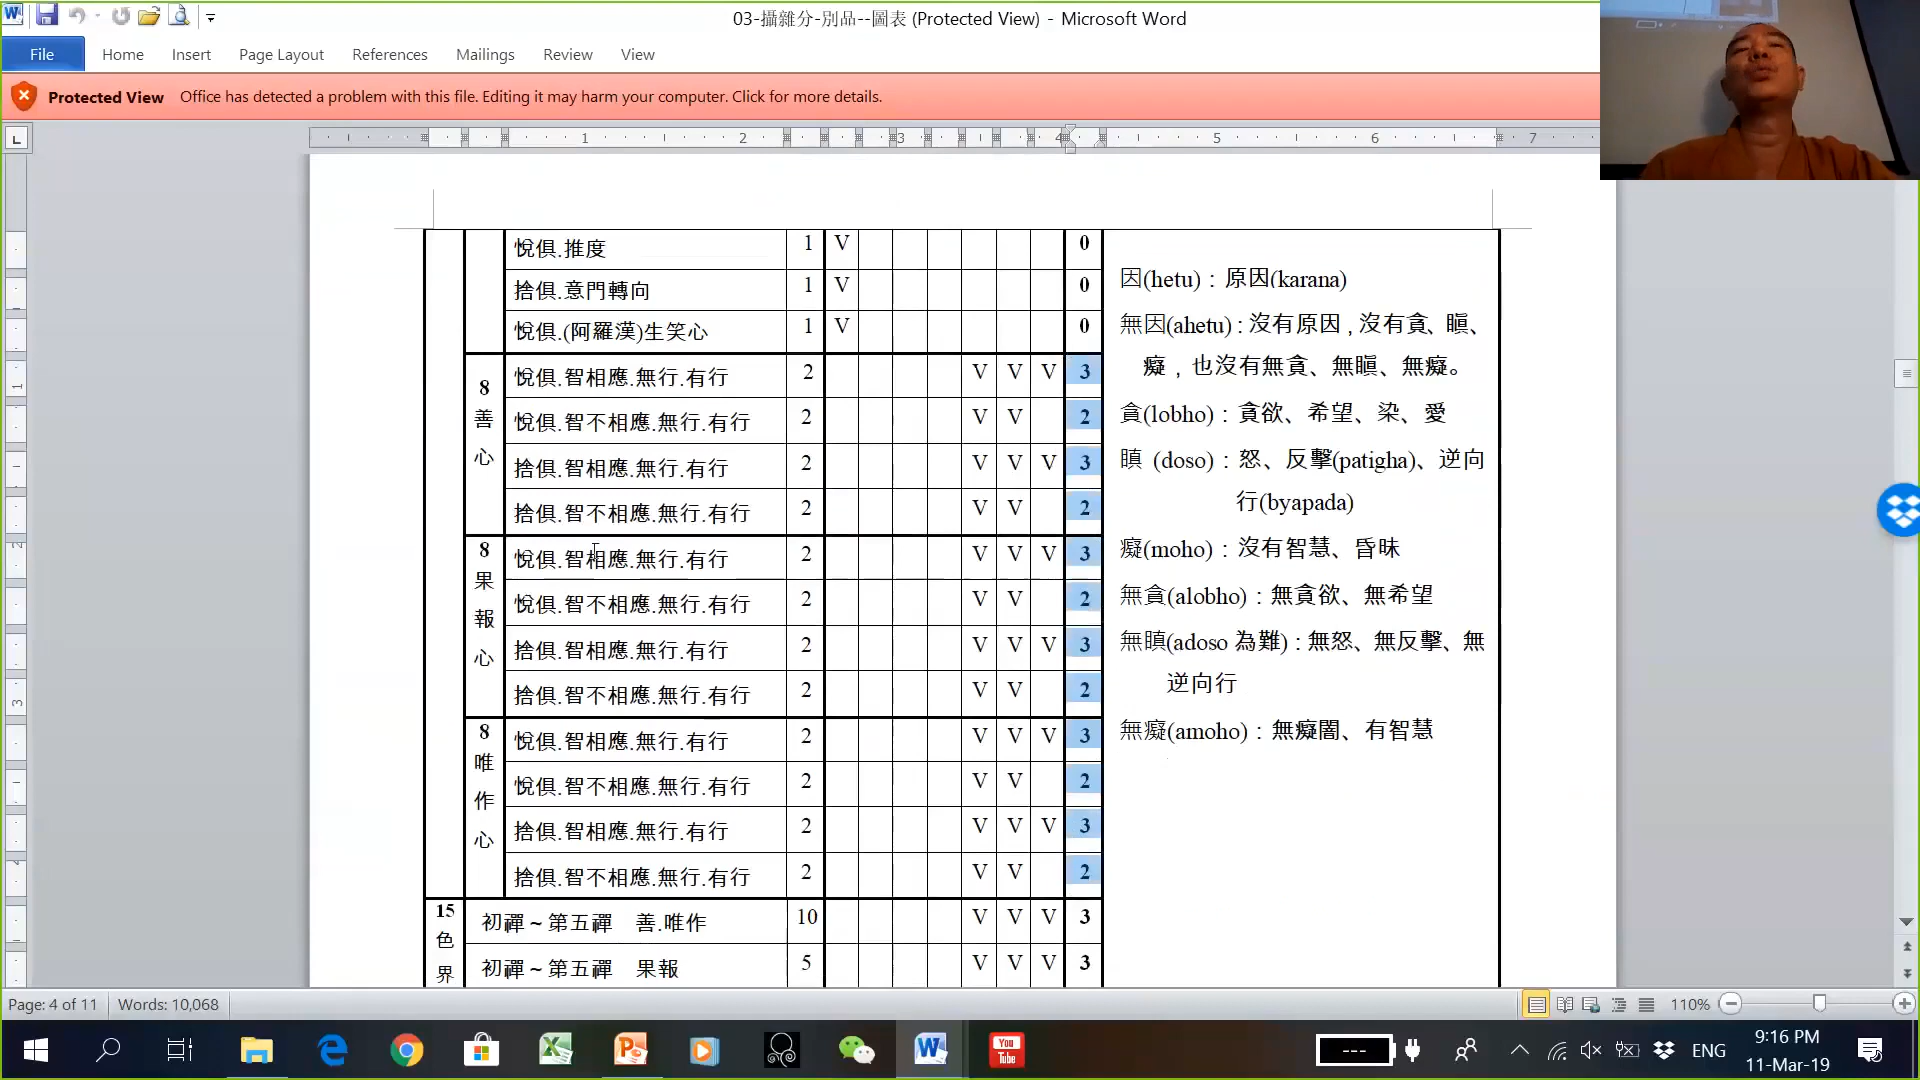 03-攝雜分-別品--圖表 (Protected View) - Microsoft Word
File Home Insert Page Layout References Mailings Review View
Protected View Office has detected a problem with this file. Editing it may harm your computer. Click for more details.
1 2 3 4 5 6 7
悅俱.推度 1 V 0
捨俱.意門轉向 1 V 0
悅俱.(阿羅漢)生笑心 1 V 0
8 善心
悅俱.智相應.無行.有行 2 V V V 3
悅俱.智不相應.無行.有行 2 V V 2
捨俱.智相應.無行.有行 2 V V V 3
捨俱.智不相應.無行.有行 2 V V 2
8 果報心
悅俱.智相應.無行.有行 2 V V V 3
悅俱.智不相應.無行.有行 2 V V 2
捨俱.智相應.無行.有行 2 V V V 3
捨俱.智不相應.無行.有行 2 V V 2
8 唯作心
悅俱.智相應.無行.有行 2 V V V 3
悅俱.智不相應.無行.有行 2 V V 2
捨俱.智相應.無行.有行 2 V V V 3
捨俱.智不相應.無行.有行 2 V V 2
15 色界
初禪~第五禪 善.唯作 10 V V V 3
初禪~第五禪 果報 5 V V V 3
因(hetu)：原因(karana)
無因(ahetu)：沒有原因，沒有貪、瞋、
癡，也沒有無貪、無瞋、無癡。
貪(lobho)：貪欲、希望、染、愛
瞋 (doso)：怒、反擊(patigha)、逆向
行(byapada)
癡(moho)：沒有智慧、昏昧
無貪(alobho)：無貪欲、無希望
無瞋(adoso 為難)：無怒、無反擊、無
逆向行
無癡(amoho)：無癡闇、有智慧
Page: 4 of 11 Words: 10,068 110%
You Tube
---
ENG
9:16 PM
11-Mar-19